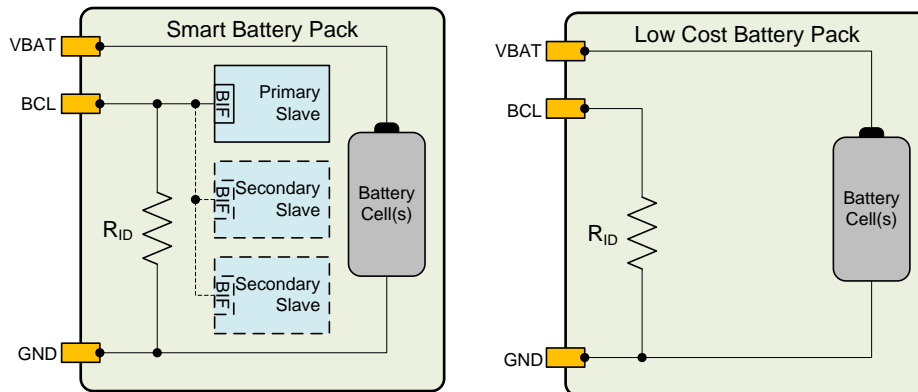 Smart Battery Pack
VBAT
BCL
BIF
Primary
Slave
BIF
Secondary
Slave
BIF
Secondary
Slave
Battery
Cell(s)
RID
GND
Low Cost Battery Pack
VBAT
BCL
RID
Battery
Cell(s)
GND